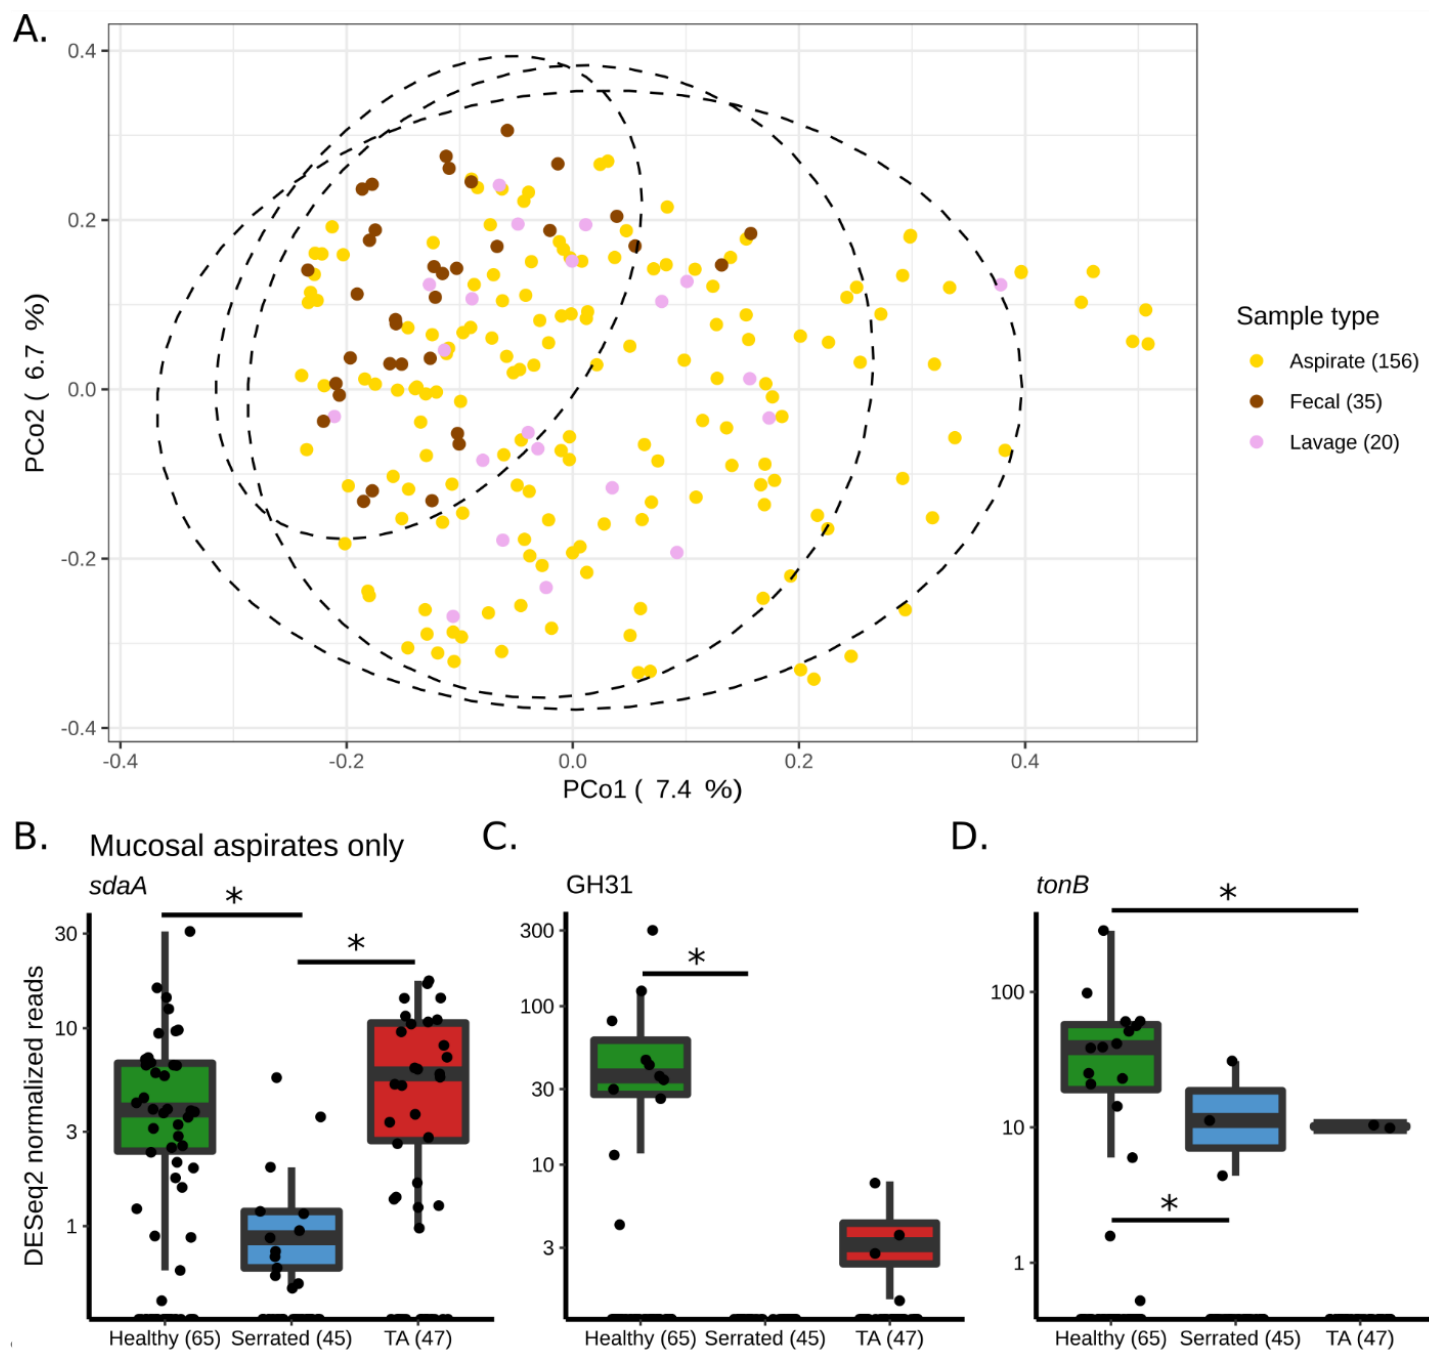 A.
0.4
0.2
0.0
-0.2
-0.4
PCo2 ( 6.7 %)
-0.4 -0.2 0.0 0.2 0.4
PCo1 ( 7.4 %)
Sample type
Aspirate (156)
Fecal (35)
Lavage (20)
B. Mucosal aspirates only
sdaA
*
*
DESeq2 normalized reads
30
10
3
1
Healthy (65) Serrated (45) TA (47)
C.
GH31
*
300
100
30
10
3
Healthy (65) Serrated (45) TA (47)
D.
tonB
*
*
100
10
1
Healthy (65) Serrated (45) TA (47)